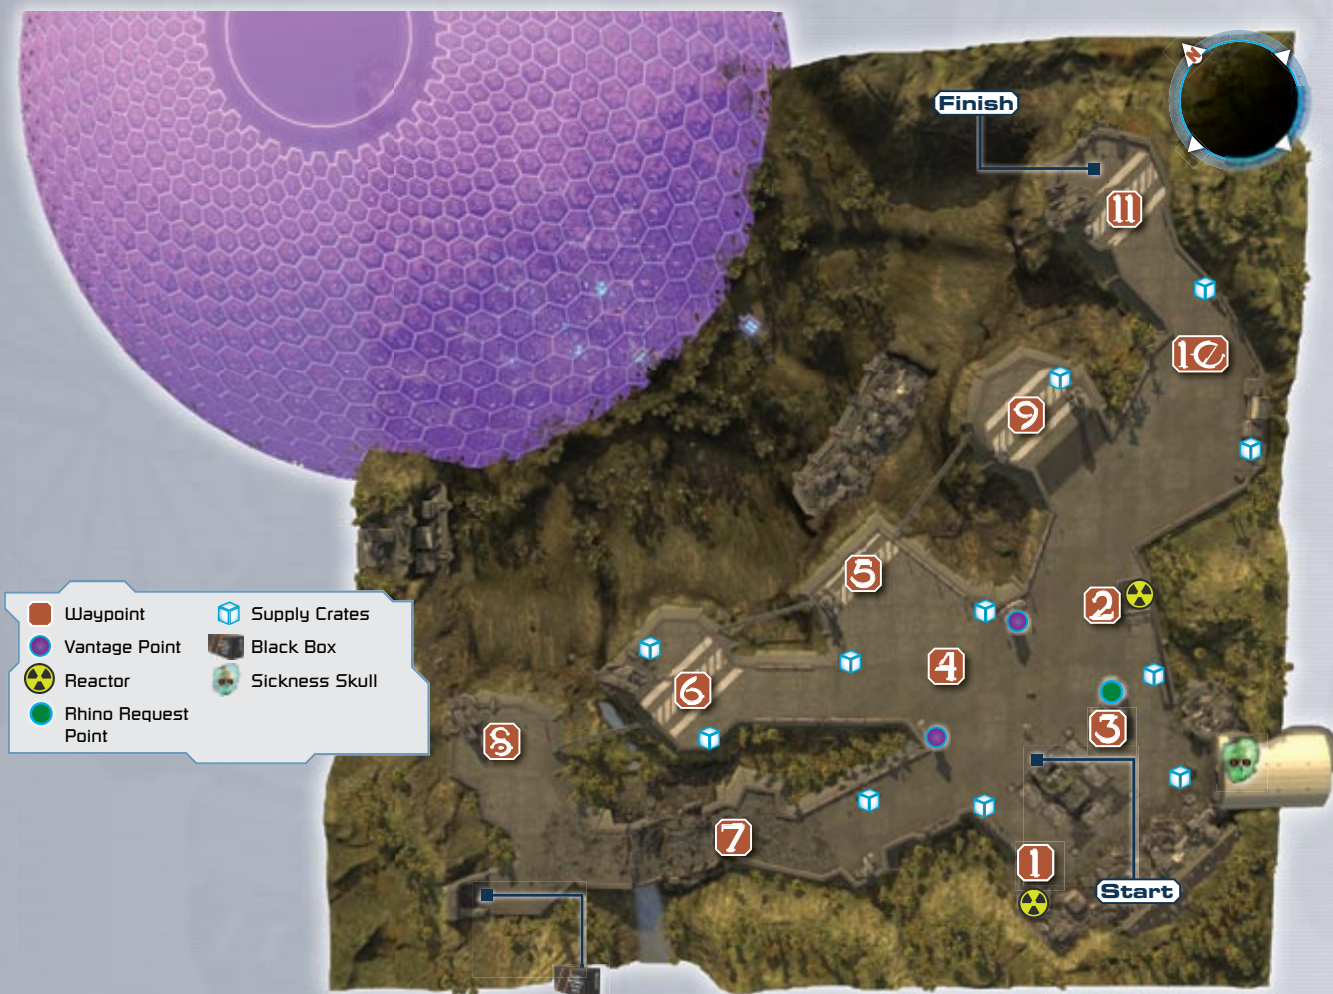 N
Finish
11
10
9
5
2
4
6
3
8
7
1
Start
Waypoint
Vantage Point
Reactor
Rhino Request
Point
Supply Crates
Black Box
Sickness Skull